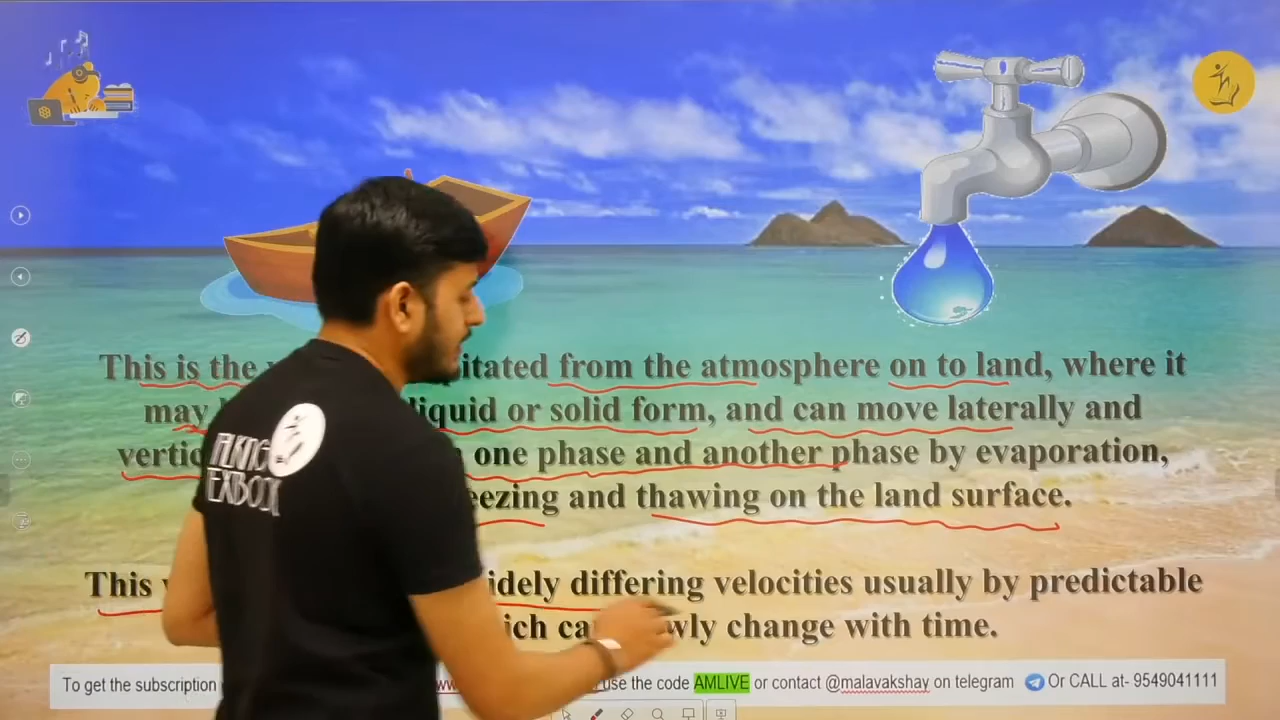 This is the itated from the atmosphere on to land, where it
may liquid or solid form, and can move laterally and
vertic one phase and another phase by evaporation,
eezing and thawing on the land surface.
This idely differing velocities usually by predictable
ich ca wly change with time.
To get the subscription www use the code AMLIVE or contact @malavakshay on telegram Or CALL at- 9549041111